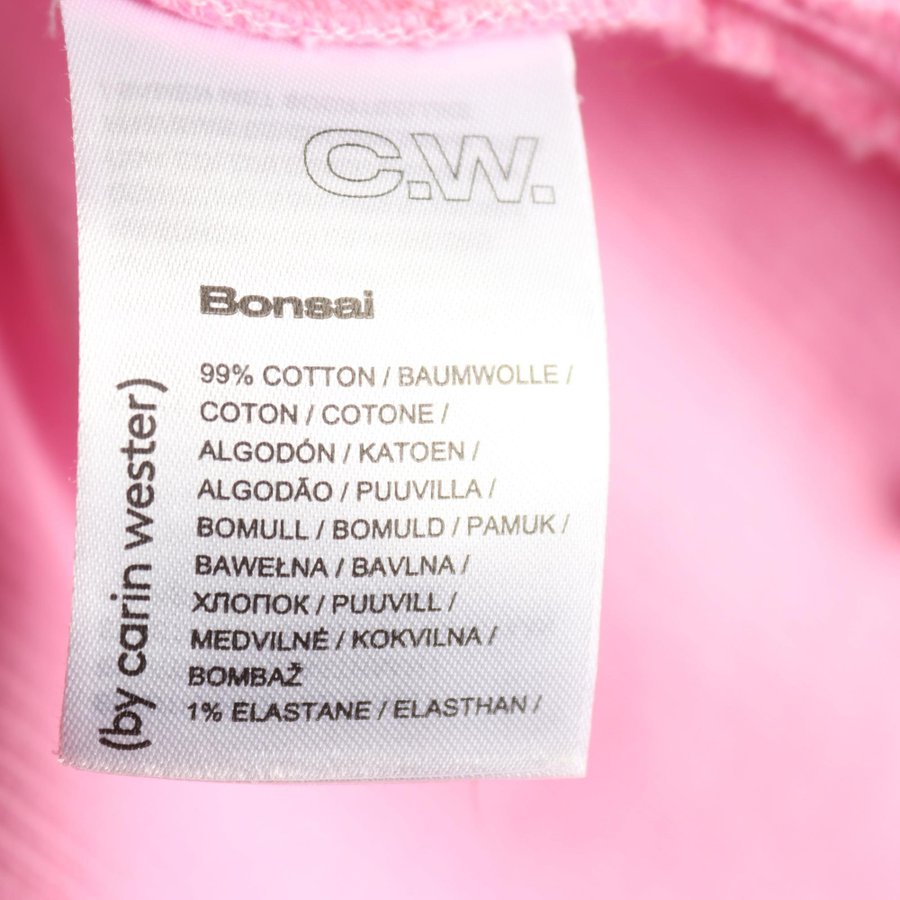 C.W.
Bonsai
99% COTTON / BAUMWOLLE /
COTON / COTONE /
ALGODÓN / KATOEN /
ALGODÃO / PUUVILLA /
BOMULL / BOMULD / PAMUK /
BAWEŁNA / BAVLNA /
ХЛОПОК / PUUVILL /
MEDVILNĖ / KOKVILNA /
BOMBAŽ
1% ELASTANE / ELASTHAN /
(by carin wester)